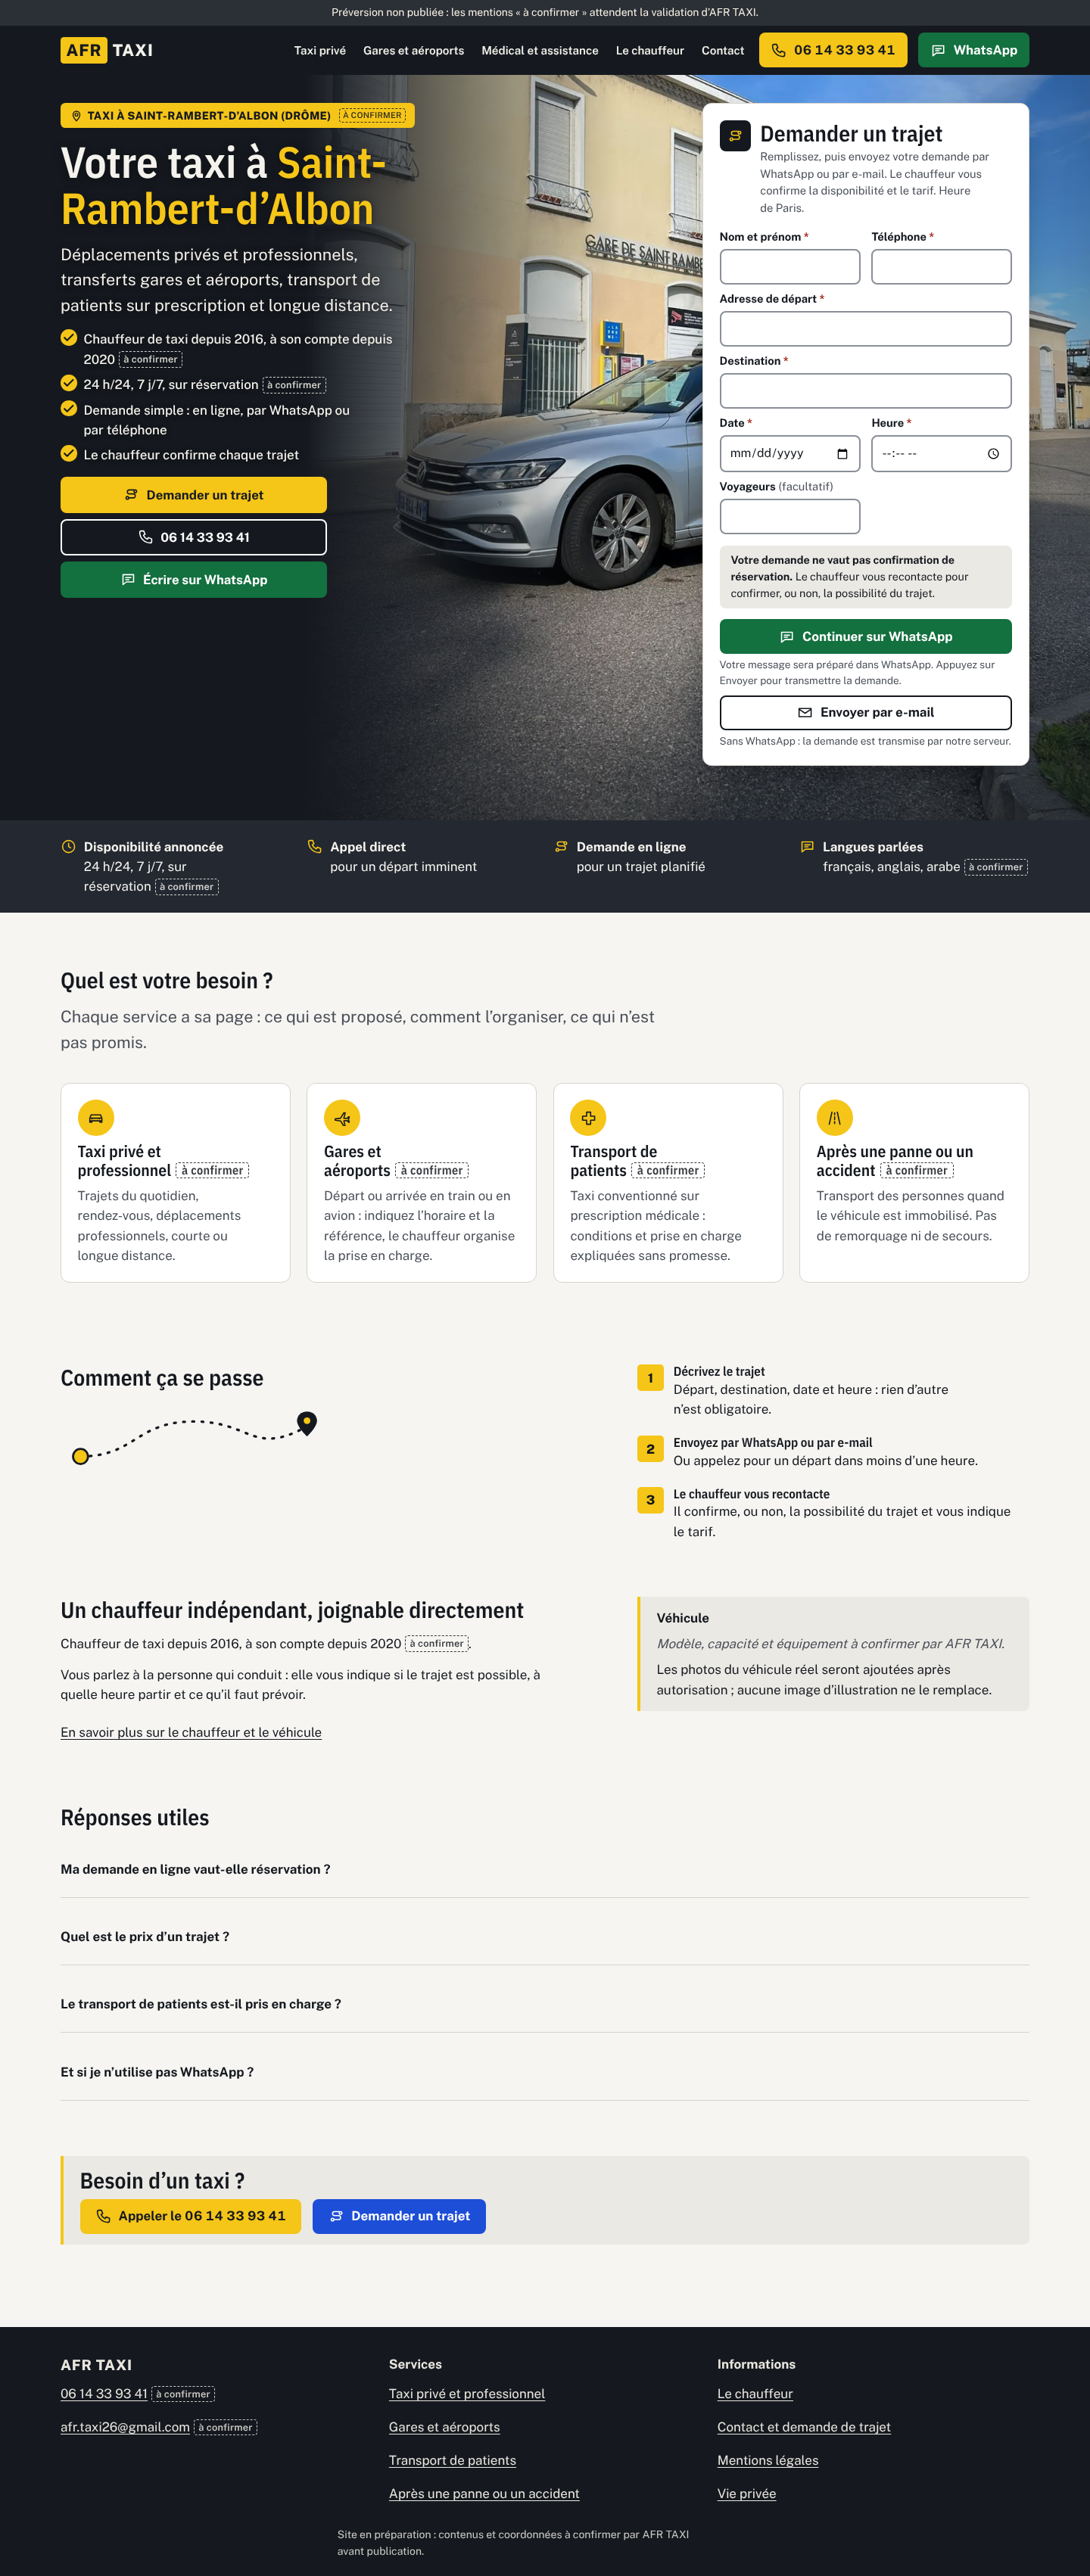 Préversion non publiée : les mentions « à confirmer » attendent la validation d’AFR TAXI.
AFR TAXI
Taxi privé
Gares et aéroports
Médical et assistance
Le chauffeur
Contact
06 14 33 93 41
WhatsApp
TAXI À SAINT-RAMBERT-D’ALBON (DRÔME) À CONFIRMER
Votre taxi à Saint-
Rambert-d’Albon
Déplacements privés et professionnels,
transferts gares et aéroports, transport de
patients sur prescription et longue distance.
Chauffeur de taxi depuis 2016, à son compte depuis
2020 à confirmer
24 h/24, 7 j/7, sur réservation à confirmer
Demande simple : en ligne, par WhatsApp ou
par téléphone
Le chauffeur confirme chaque trajet
Demander un trajet
06 14 33 93 41
Écrire sur WhatsApp
GARE DE SAINT RAMB
Demander un trajet
Remplissez, puis envoyez votre demande par
WhatsApp ou par e-mail. Le chauffeur vous
confirme la disponibilité et le tarif. Heure
de Paris.
Nom et prénom *
Téléphone *
Adresse de départ *
Destination *
Date *
Heure *
mm/dd/yyyy
--:-- --
Voyageurs (facultatif)
Votre demande ne vaut pas confirmation de
réservation. Le chauffeur vous recontacte pour
confirmer, ou non, la possibilité du trajet.
Continuer sur WhatsApp
Votre message sera préparé dans WhatsApp. Appuyez sur
Envoyer pour transmettre la demande.
Envoyer par e-mail
Sans WhatsApp : la demande est transmise par notre serveur.
Disponibilité annoncée
24 h/24, 7 j/7, sur
réservation à confirmer
Appel direct
pour un départ imminent
Demande en ligne
pour un trajet planifié
Langues parlées
français, anglais, arabe à confirmer
Quel est votre besoin ?
Chaque service a sa page : ce qui est proposé, comment l’organiser, ce qui n’est
pas promis.
Taxi privé et
professionnel à confirmer
Trajets du quotidien,
rendez-vous, déplacements
professionnels, courte ou
longue distance.
Gares et
aéroports à confirmer
Départ ou arrivée en train ou en
avion : indiquez l’horaire et la
référence, le chauffeur organise
la prise en charge.
Transport de
patients à confirmer
Taxi conventionné sur
prescription médicale :
conditions et prise en charge
expliquées sans promesse.
Après une panne ou un
accident à confirmer
Transport des personnes quand
le véhicule est immobilisé. Pas
de remorquage ni de secours.
Comment ça se passe
1
Décrivez le trajet
Départ, destination, date et heure : rien d’autre
n’est obligatoire.
2
Envoyez par WhatsApp ou par e-mail
Ou appelez pour un départ dans moins d’une heure.
3
Le chauffeur vous recontacte
Il confirme, ou non, la possibilité du trajet et vous indique
le tarif.
Un chauffeur indépendant, joignable directement
Chauffeur de taxi depuis 2016, à son compte depuis 2020 à confirmer.
Vous parlez à la personne qui conduit : elle vous indique si le trajet est possible, à
quelle heure partir et ce qu’il faut prévoir.
En savoir plus sur le chauffeur et le véhicule
Véhicule
Modèle, capacité et équipement à confirmer par AFR TAXI.
Les photos du véhicule réel seront ajoutées après
autorisation ; aucune image d’illustration ne le remplace.
Réponses utiles
Ma demande en ligne vaut-elle réservation ?
Quel est le prix d’un trajet ?
Le transport de patients est-il pris en charge ?
Et si je n’utilise pas WhatsApp ?
Besoin d’un taxi ?
Appeler le 06 14 33 93 41
Demander un trajet
AFR TAXI
06 14 33 93 41 à confirmer
afr.taxi26@gmail.com à confirmer
Services
Taxi privé et professionnel
Gares et aéroports
Transport de patients
Après une panne ou un accident
Informations
Le chauffeur
Contact et demande de trajet
Mentions légales
Vie privée
Site en préparation : contenus et coordonnées à confirmer par AFR TAXI
avant publication.